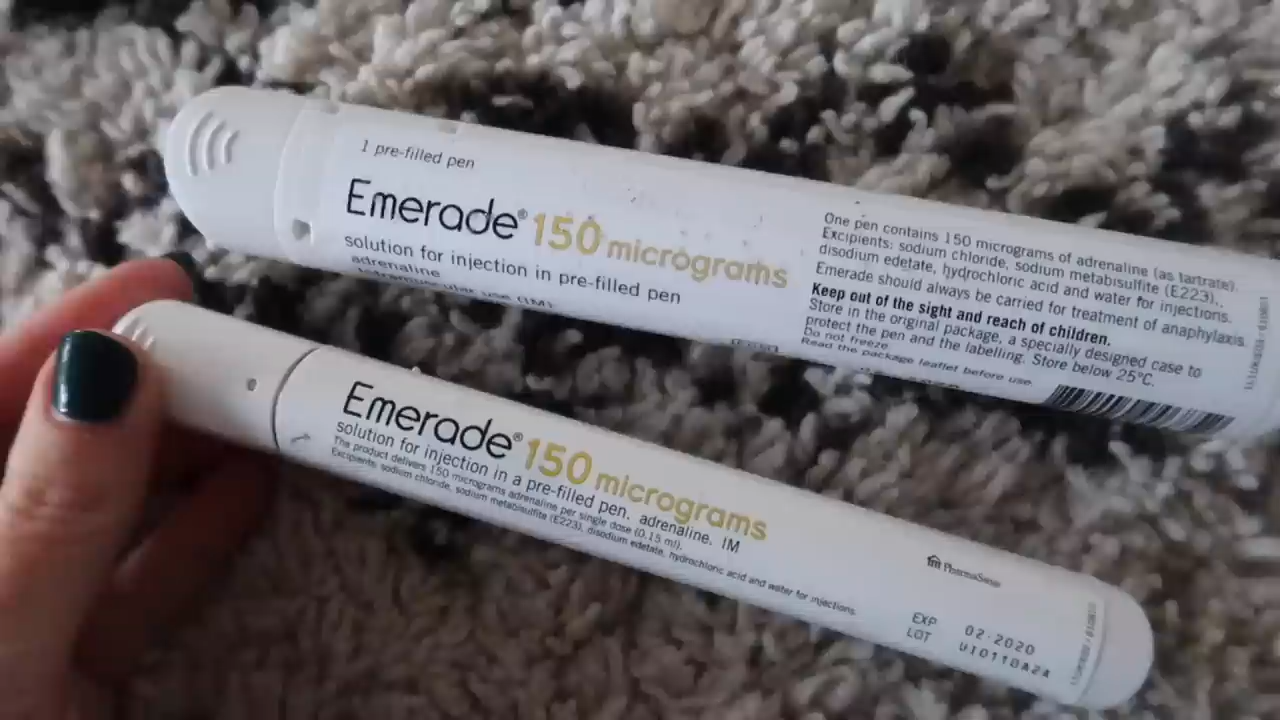 1 pre-filled pen
Emerade® 150 micrograms
solution for injection in pre-filled pen
adrenaline
Intramuscular use (IM).
One pen contains 150 micrograms of adrenaline (as tartrate).
Excipients: sodium chloride, sodium metabisulfite (E223),
disodium edetate, hydrochloric acid and water for injections.
Emerade should always be carried for treatment of anaphylaxis.
Keep out of the sight and reach of children.
Store in the original package, a specially designed case to
protect the pen and the labelling. Store below 25°C.
Do not freeze.
Read the package leaflet before use.
Emerade® 150 micrograms
solution for injection in a pre-filled pen. adrenaline. IM
The product delivers 150 micrograms adrenaline per single dose (0.15 ml).
Excipients: sodium chloride, sodium metabisulfite (E223), disodium edetate, hydrochloric acid and water for injections.
PharmaSwiss
EXP 02-2020
LOT U10118A2A